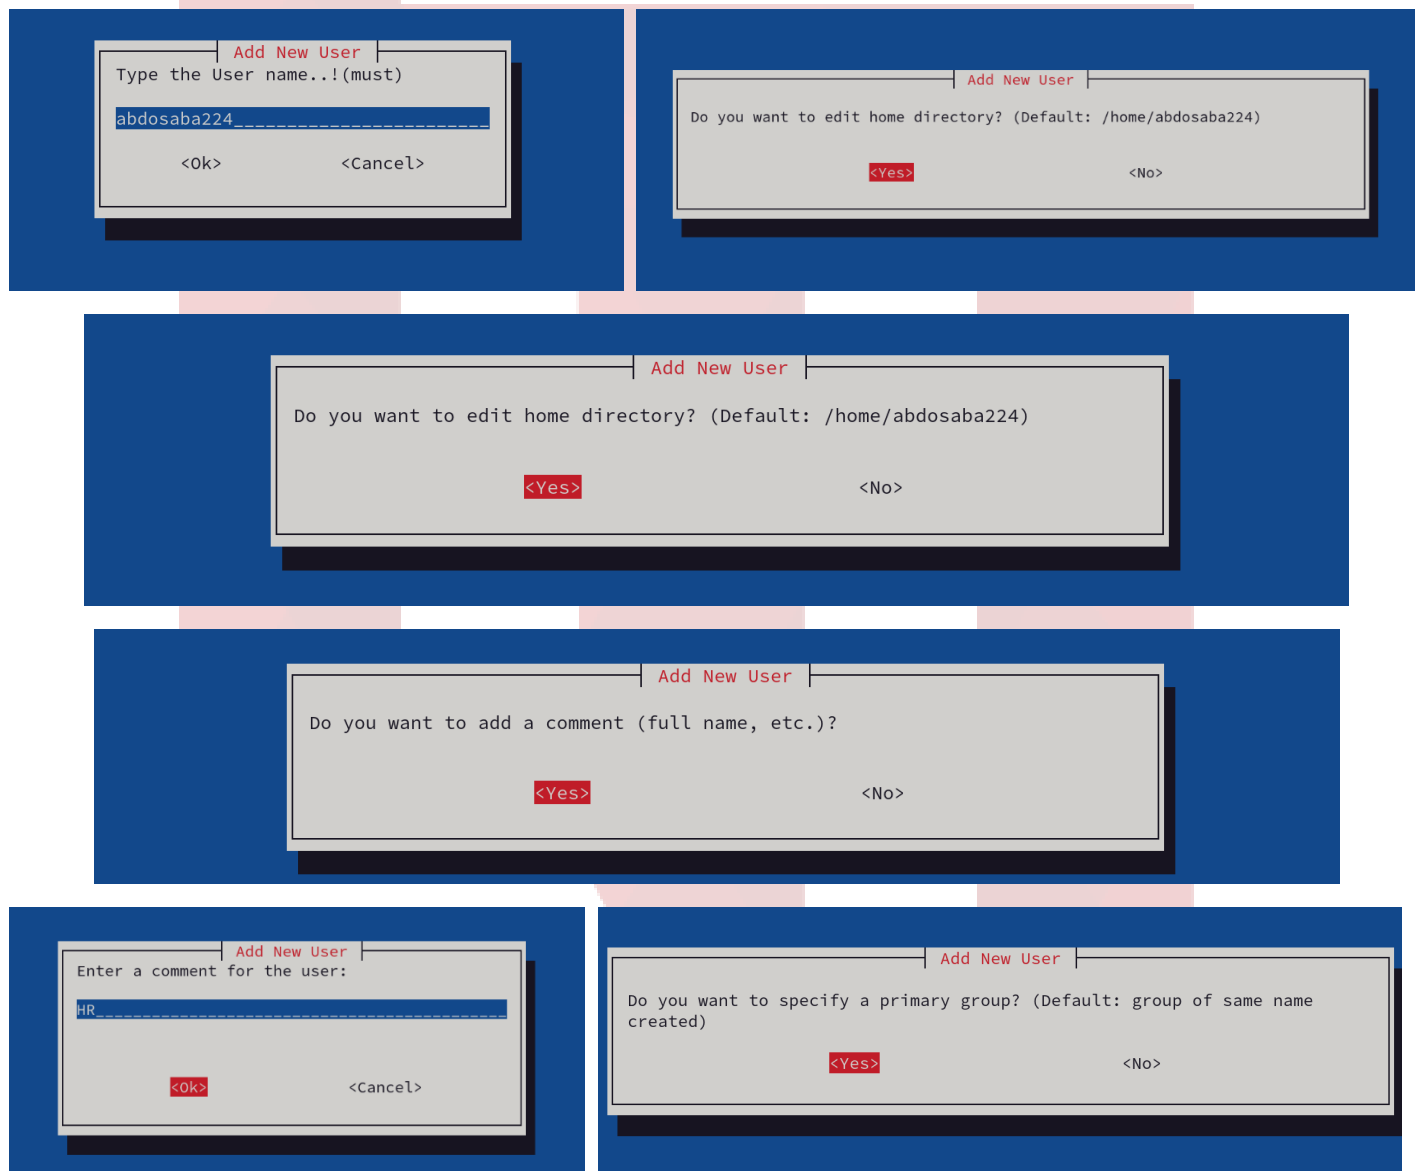 Add New User
Type the User name..!(must)
abdosaba224________________________
<Ok> <Cancel>
Add New User
Do you want to edit home directory? (Default: /home/abdosaba224)
<Yes> <No>
Add New User
Do you want to edit home directory? (Default: /home/abdosaba224)
<Yes> <No>
Add New User
Do you want to add a comment (full name, etc.)?
<Yes> <No>
Add New User
Enter a comment for the user:
HR____________________________________________
<Ok> <Cancel>
Add New User
Do you want to specify a primary group? (Default: group of same name
created)
<Yes> <No>